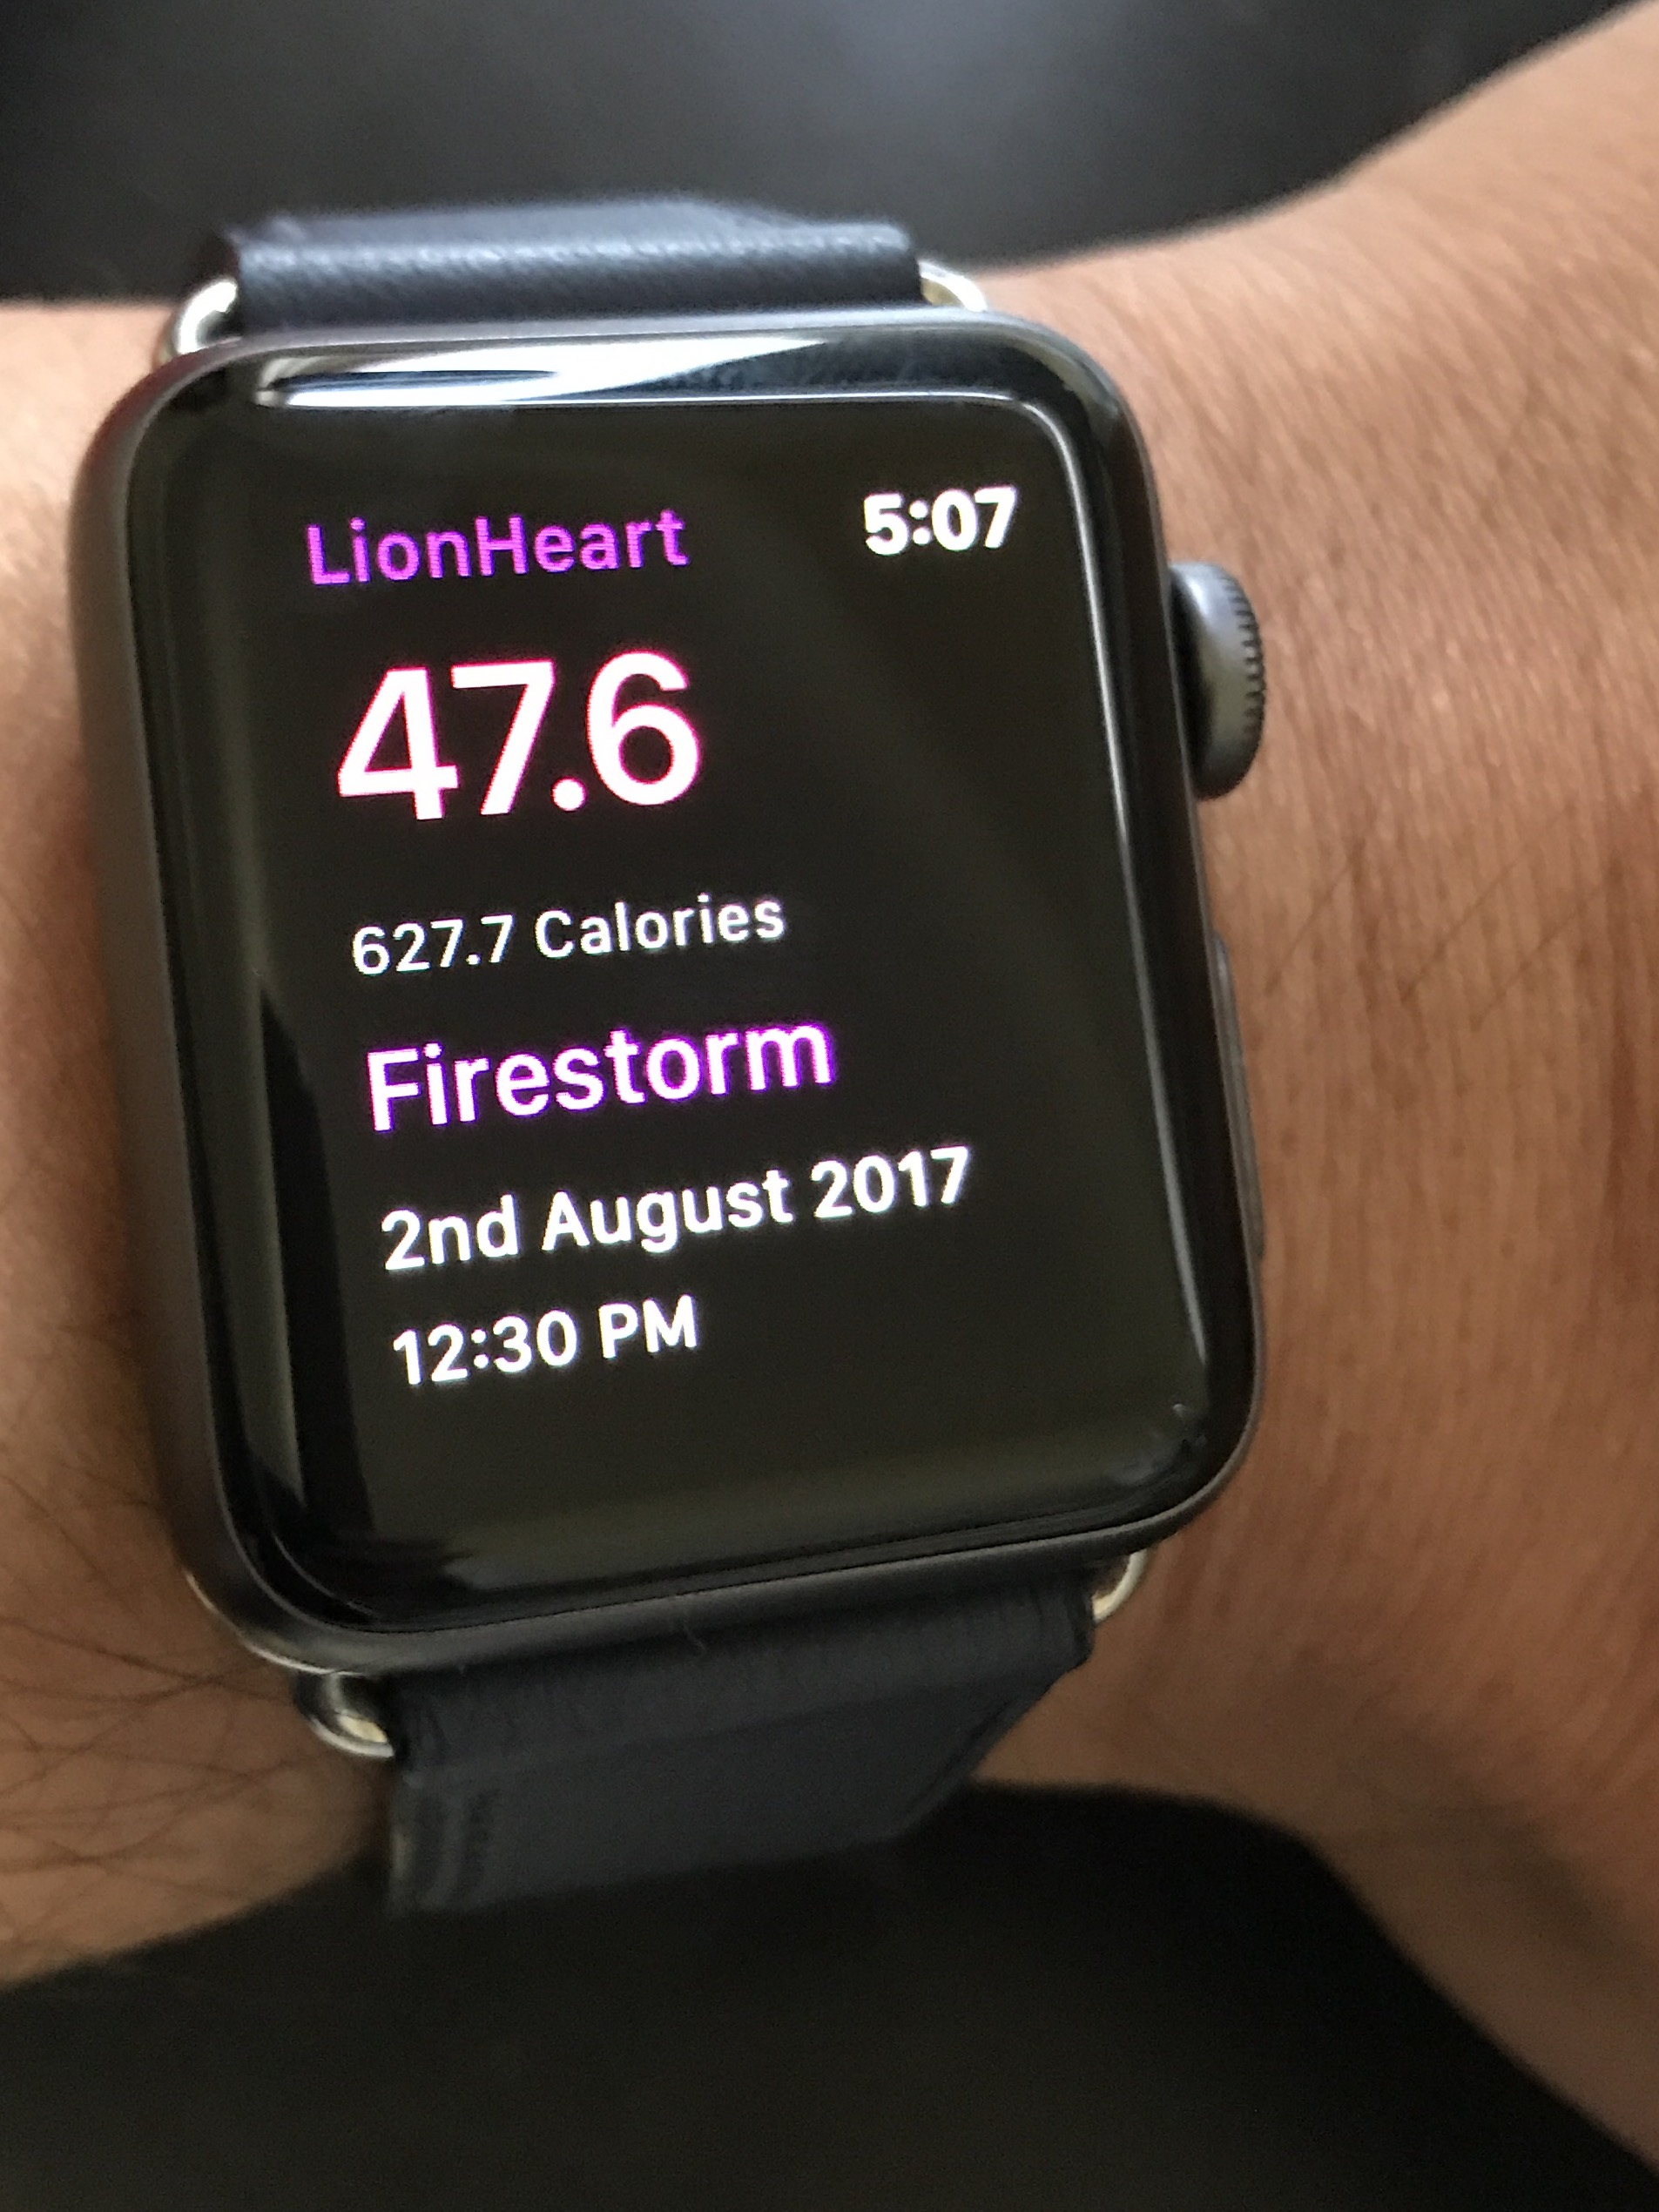 LionHeart 5:07
47.6
627.7 Calories
Firestorm
2nd August 2017
12:30 PM